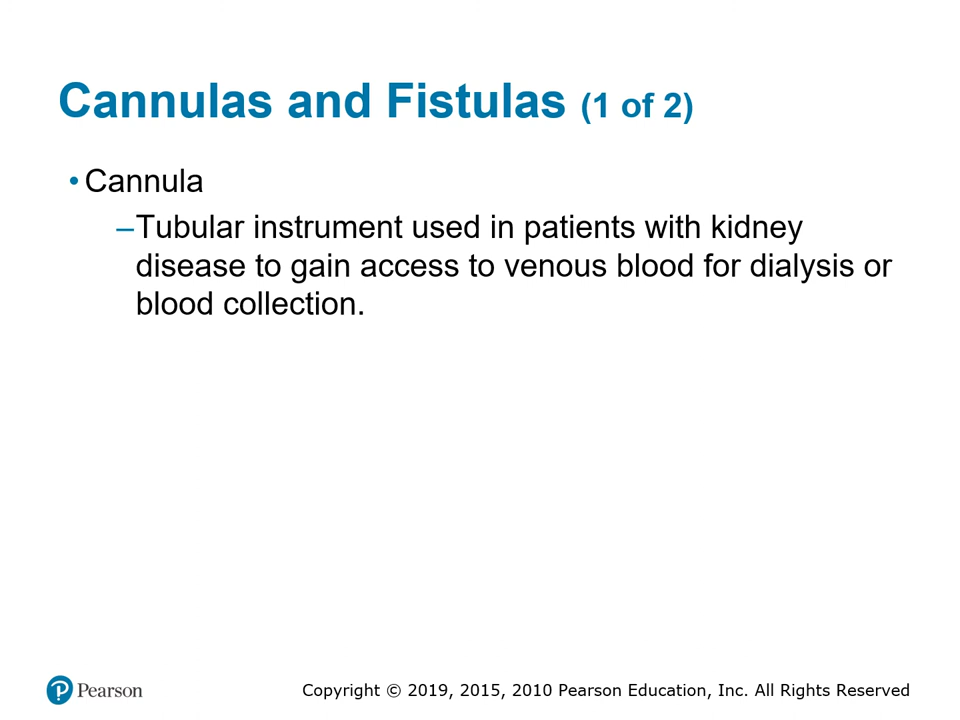 Cannulas and Fistulas (1 of 2)
• Cannula
–Tubular instrument used in patients with kidney
disease to gain access to venous blood for dialysis or
blood collection.
Pearson
Copyright © 2019, 2015, 2010 Pearson Education, Inc. All Rights Reserved